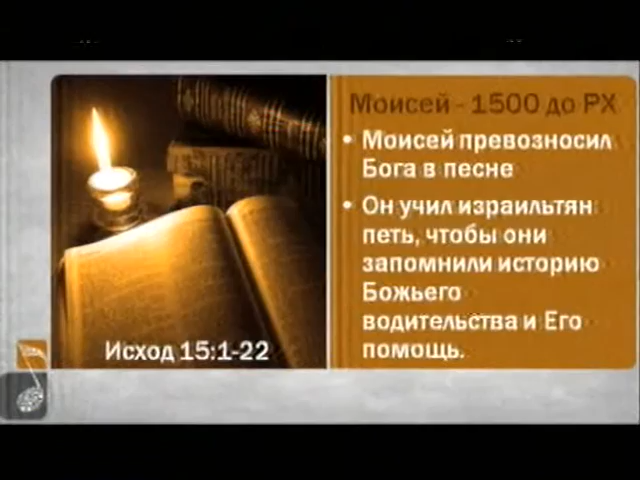 Моисей - 1500 до РХ
• Моисей превозносил
Бога в песне
• Он учил израильтян
петь, чтобы они
запомнили историю
Божьего
водительства и Его
помощь.
Исход 15:1-22